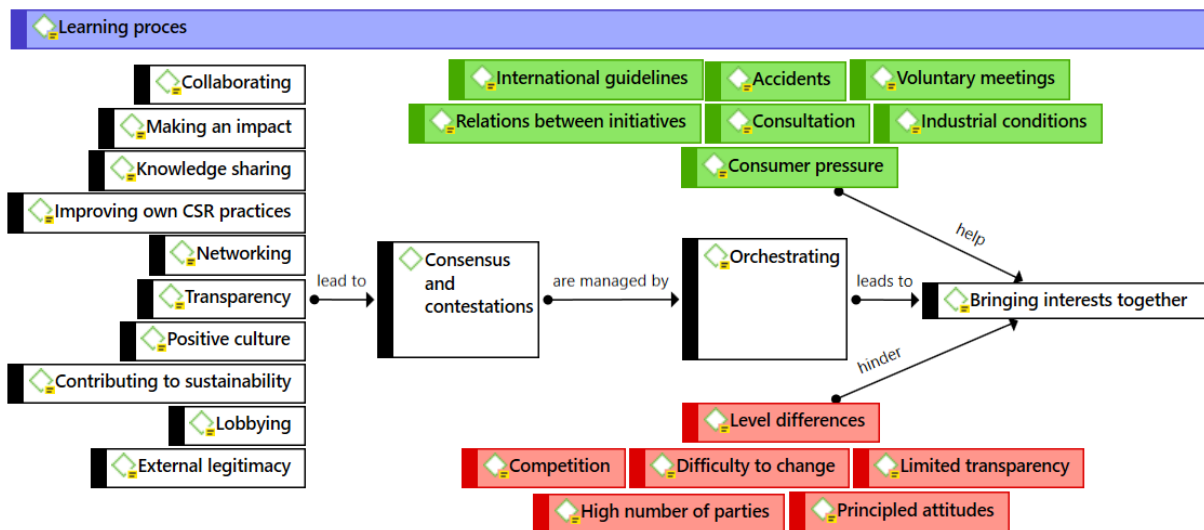 Learning proces
Collaborating
Making an impact
Knowledge sharing
Improving own CSR practices
Networking
Transparency
Positive culture
Contributing to sustainability
Lobbying
External legitimacy
lead to
Consensus
and
contestations
are managed by
Orchestrating
leads to
Bringing interests together
International guidelines
Accidents
Voluntary meetings
Relations between initiatives
Consultation
Industrial conditions
Consumer pressure
help
hinder
Level differences
Competition
Difficulty to change
Limited transparency
High number of parties
Principled attitudes